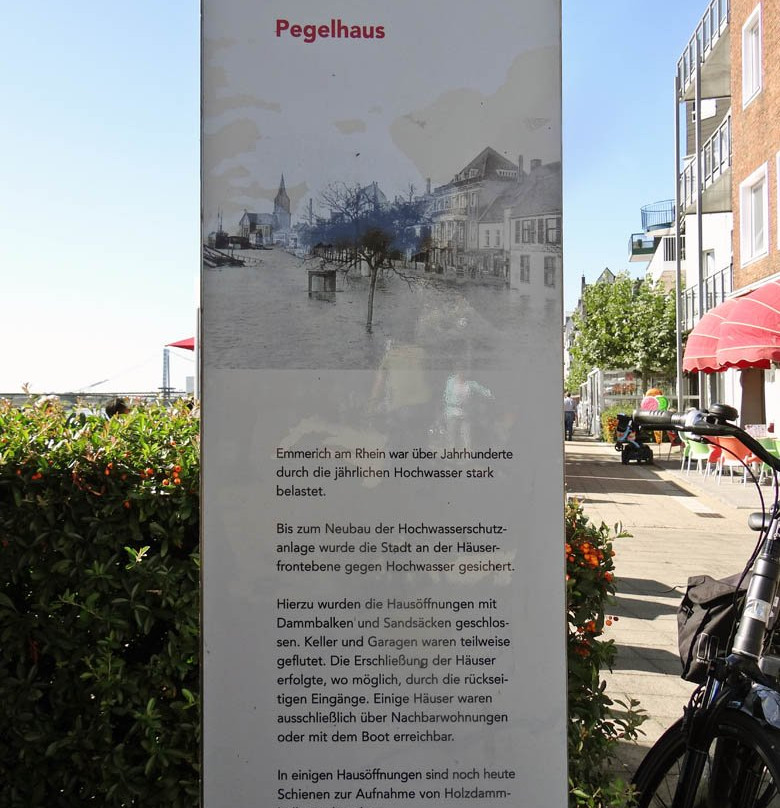 Pegelhaus
Emmerich am Rhein war über Jahrhunderte
durch die jährlichen Hochwasser stark
belastet.
Bis zum Neubau der Hochwasserschutz-
anlage wurde die Stadt an der Häuser-
frontebene gegen Hochwasser gesichert.
Hierzu wurden die Hausöffnungen mit
Dammbalken und Sandsäcken geschlos-
sen. Keller und Garagen waren teilweise
geflutet. Die Erschließung der Häuser
erfolgte, wo möglich, durch die rücksei-
tigen Eingänge. Einige Häuser waren
ausschließlich über Nachbarwohnungen
oder mit dem Boot erreichbar.
In einigen Hausöffnungen sind noch heute
Schienen zur Aufnahme von Holzdamm-